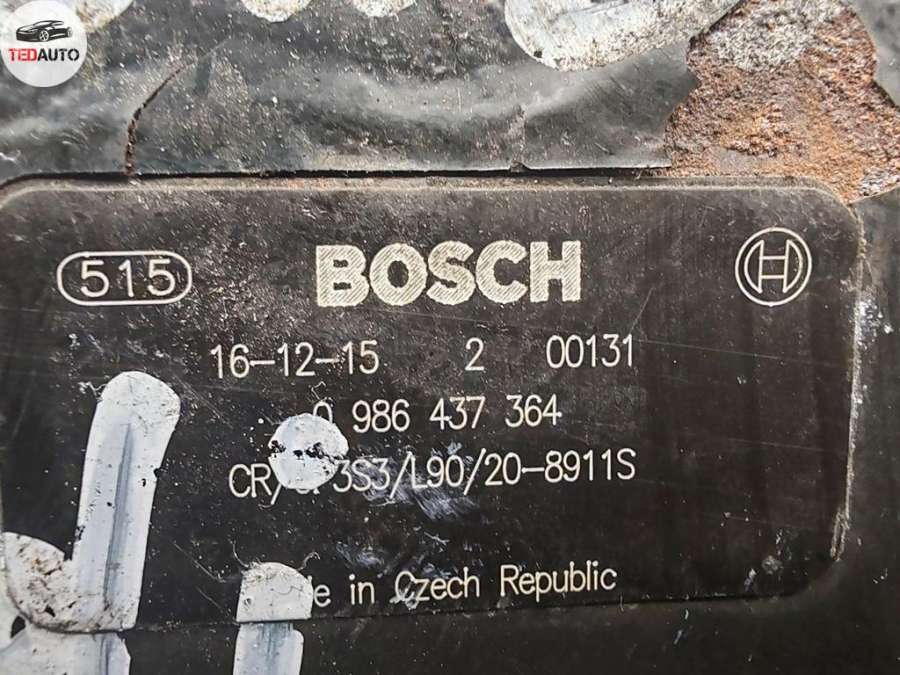 TEDAUTO
515 BOSCH H
16-12-15 2 00131
0 986 437 364
3S3/L90/20-8911S
in Czech Republic